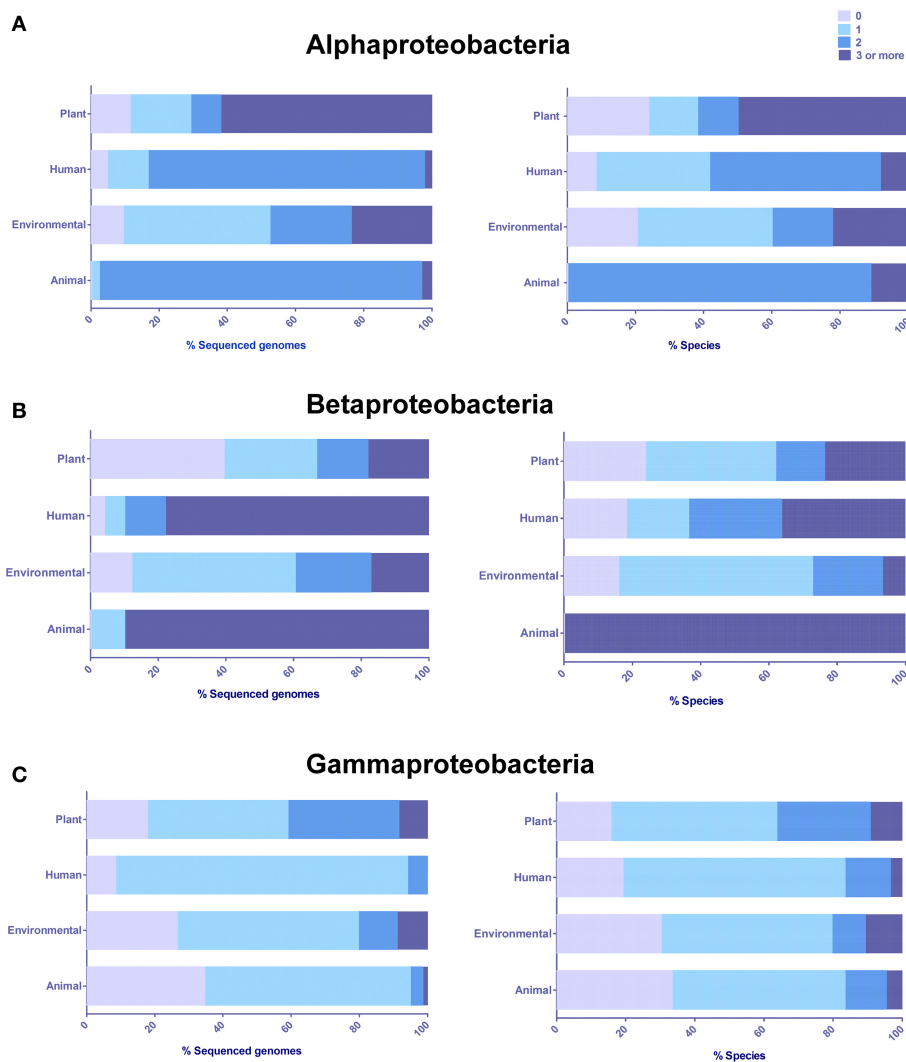 A
Alphaproteobacteria
0
1
2
3 or more
Plant
Human
Environmental
Animal
0 20 40 60 80 100
% Sequenced genomes
Plant
Human
Environmental
Animal
0 20 40 60 80 100
% Species
B
Betaproteobacteria
Plant
Human
Environmental
Animal
0 20 40 60 80 100
% Sequenced genomes
Plant
Human
Environmental
Animal
0 20 40 60 80 100
% Species
C
Gammaproteobacteria
Plant
Human
Environmental
Animal
0 20 40 60 80 100
% Sequenced genomes
Plant
Human
Environmental
Animal
0 20 40 60 80 100
% Species